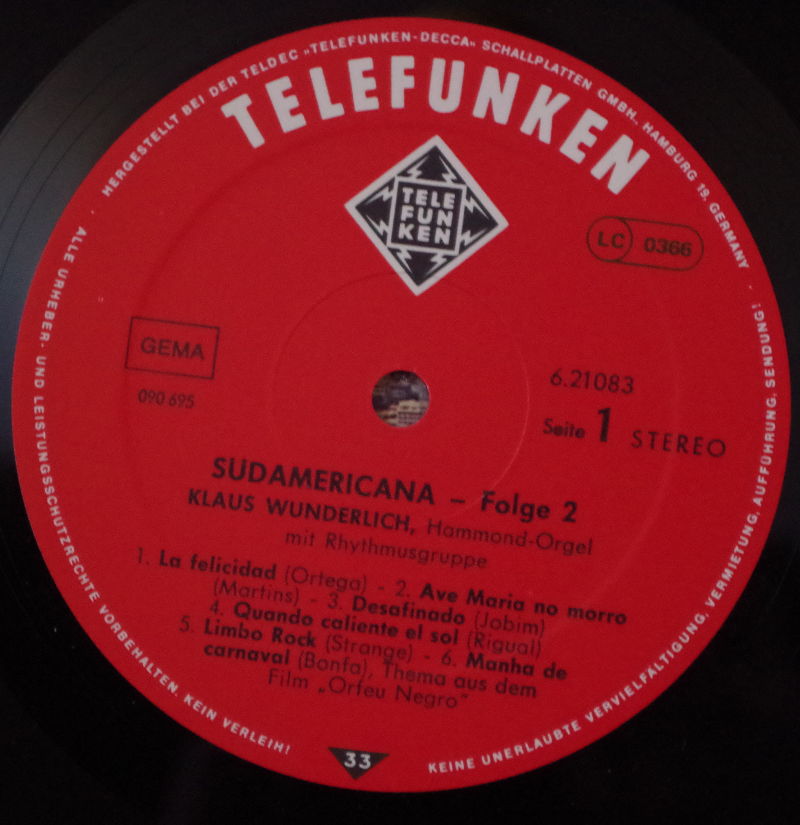 HERGESTELLT BEI DER TELDEC „TELEFUNKEN-DECCA“ SCHALLPLATTEN GMBH., HAMBURG 19, GERMANY
TELEFUNKEN
TELE
FUN
KEN
LC 0366
GEMA
090 695
6.21083
Seite 1 STEREO
SUDAMERICANA – Folge 2
KLAUS WUNDERLICH, Hammond-Orgel
mit Rhythmusgruppe
1. La felicidad (Ortega) - 2. Ave Maria no morro
(Martins) - 3. Desafinado (Jobim)
4. Quando caliente el sol (Rigual)
5. Limbo Rock (Strange) - 6. Manha de
carnaval (Bonfa), Thema aus dem
Film „Orfeu Negro“
ALLE URHEBER- UND LEISTUNGSSCHUTZRECHTE VORBEHALTEN. KEIN VERLEIH!
33
KEINE UNERLAUBTE VERVIELFÄLTIGUNG, VERMIETUNG, AUFFÜHRUNG, SENDUNG!